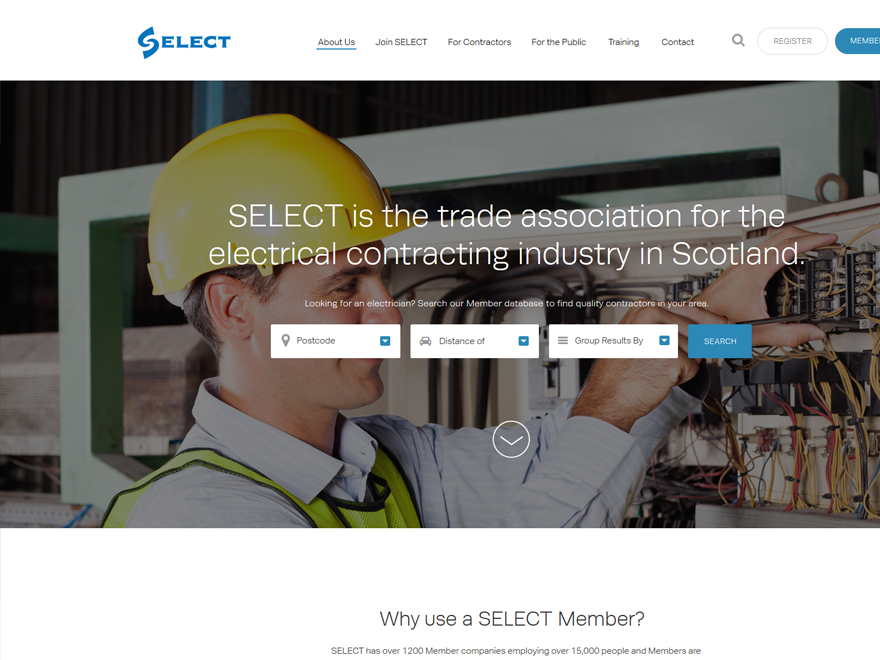 SELECT
About Us
Join SELECT
For Contractors
For the Public
Training
Contact
REGISTER
MEMBE
SELECT is the trade association for the
electrical contracting industry in Scotland.
Looking for an electrician? Search our Member database to find quality contractors in your area.
Postcode
Distance of
Group Results By
SEARCH
Why use a SELECT Member?
SELECT has over 1200 Member companies employing over 15,000 people and Members are